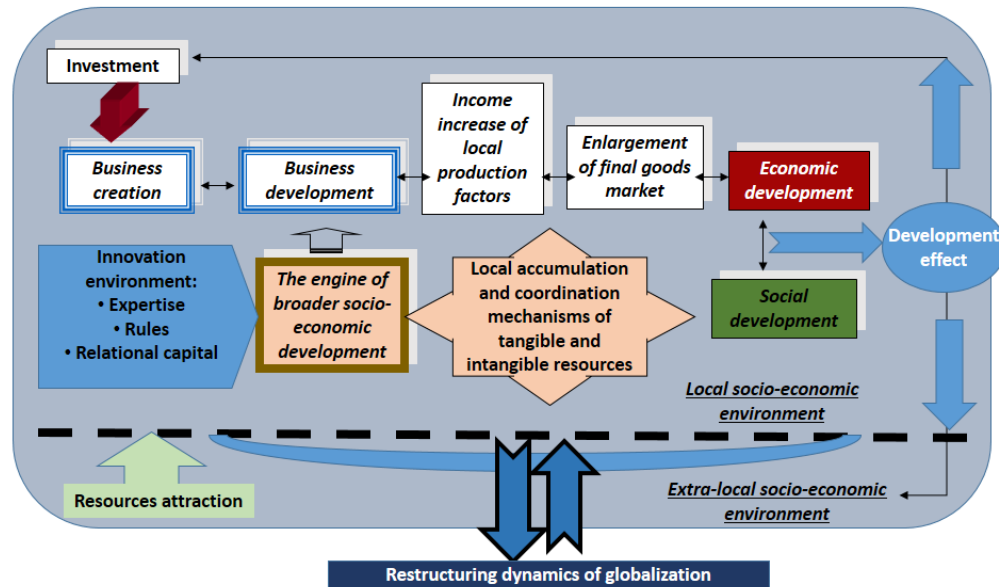 Investment
Business
creation
Business
development
Income
increase of
local
production
factors
Enlargement
of final goods
market
Economic
development
Innovation
environment:
• Expertise
• Rules
• Relational capital
The engine of
broader socio-
economic
development
Local accumulation
and coordination
mechanisms of
tangible and
intangible resources
Social
development
Development
effect
Local socio-economic
environment
Resources attraction
Extra-local socio-economic
environment
Restructuring dynamics of globalization